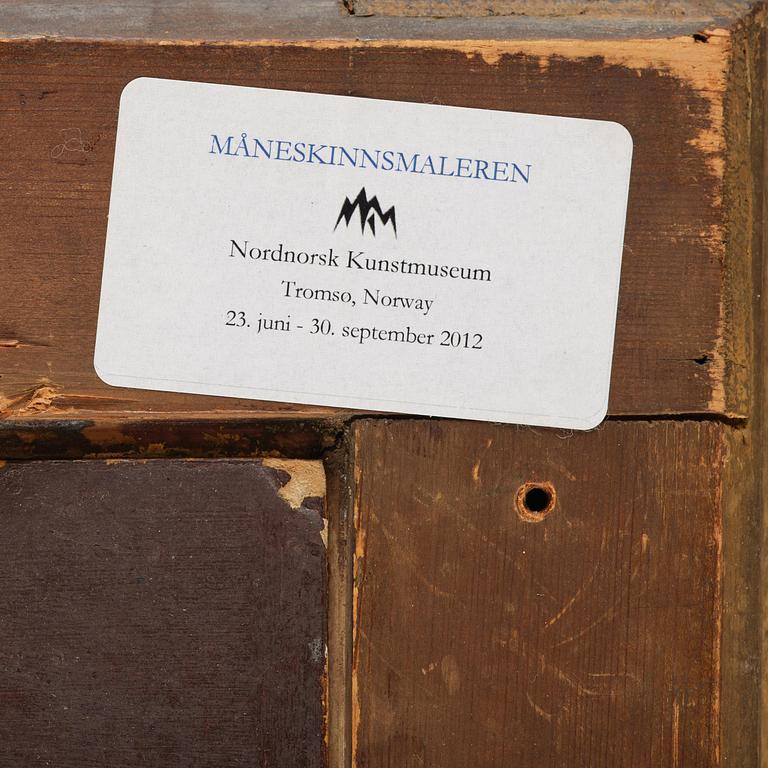 MÅNESKINNSMALEREN
Nordnorsk Kunstmuseum
Tromsø, Norway
23. juni - 30. september 2012